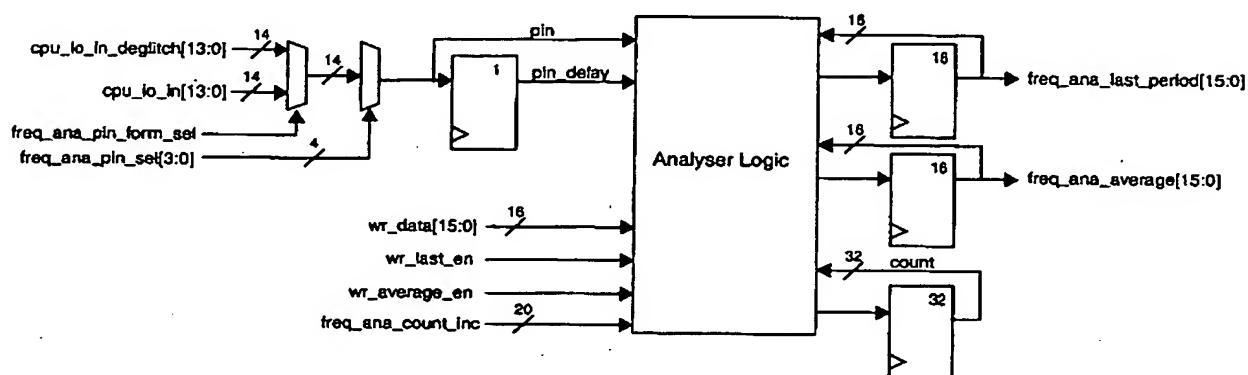 cpu_io_in_deglitch[13:0]
14
cpu_io_in[13:0]
14
freq_ana_pin_form_sel
freq_ana_pin_sel[3:0]
4
14
1
pin
pin_delay
Analyser Logic
wr_data[15:0]
16
wr_last_en
wr_average_en
freq_ana_count_inc
20
16
16
freq_ana_last_period[15:0]
16
16
freq_ana_average[15:0]
32
count
32